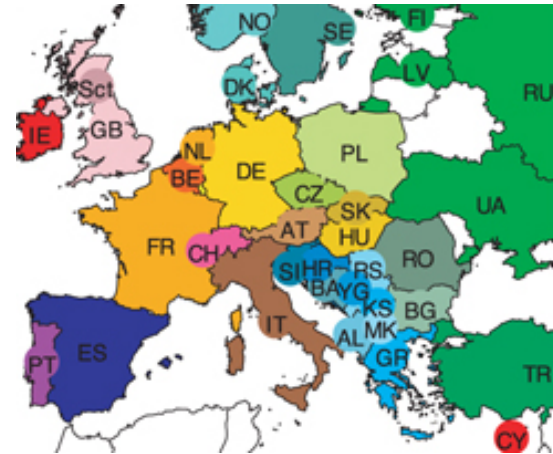 NO
SE
FI
LV
RU
Sct
DK
IE
GB
NL
BE
DE
PL
CZ
SK
UA
FR
CH
AT
HU
RO
SI
HR
RS
BA
YG
KS
BG
PT
ES
IT
AL
MK
GR
TR
CY